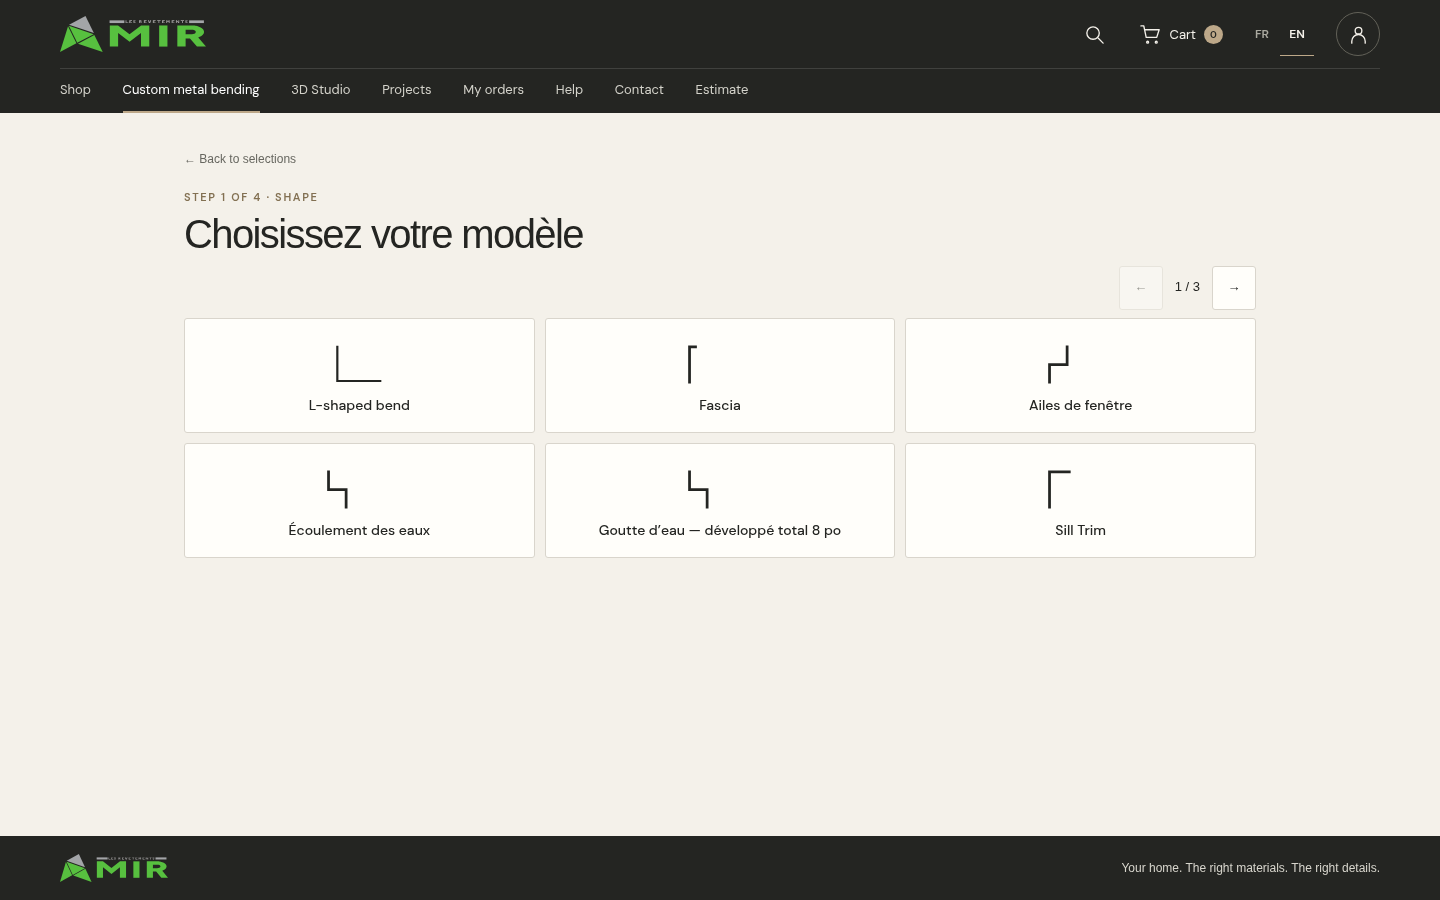 LES REVÊTEMENTS
MIR
Cart 0
FR EN
Shop Custom metal bending 3D Studio Projects My orders Help Contact Estimate
← Back to selections
STEP 1 OF 4 · SHAPE
Choisissez votre modèle
← 1 / 3 →
L-shaped bend
Fascia
Ailes de fenêtre
Écoulement des eaux
Goutte d’eau — développé total 8 po
Sill Trim
LES REVÊTEMENTS
MIR
Your home. The right materials. The right details.